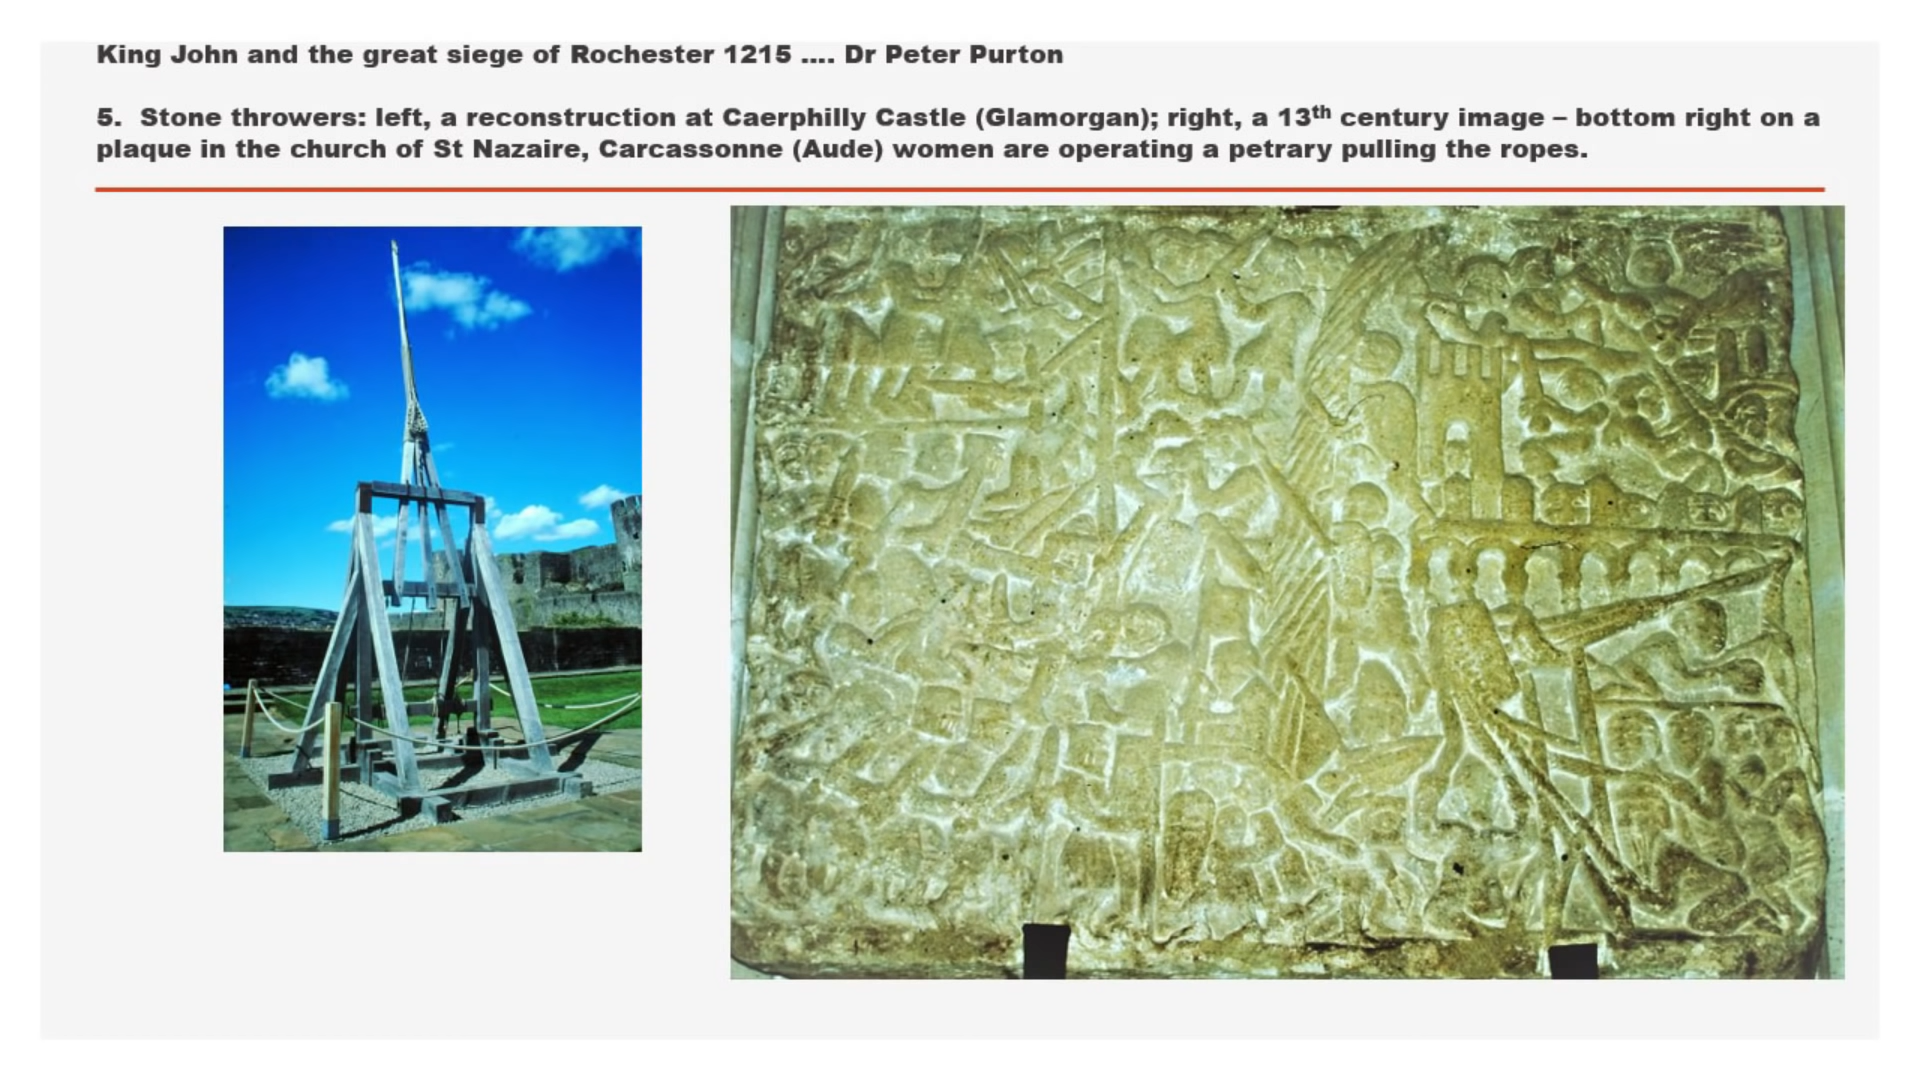 King John and the great siege of Rochester 1215 .... Dr Peter Purton
5. Stone throwers: left, a reconstruction at Caerphilly Castle (Glamorgan); right, a 13th century image – bottom right on a
plaque in the church of St Nazaire, Carcassonne (Aude) women are operating a petrary pulling the ropes.